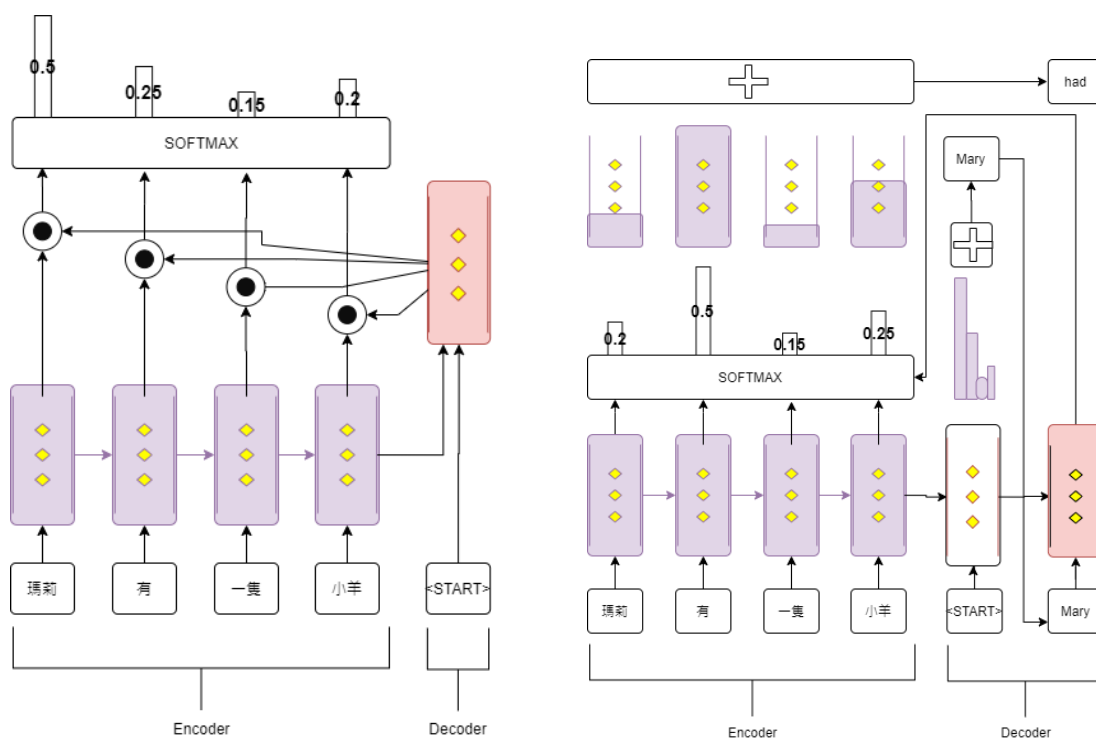 0.5
0.25
0.15
0.2
SOFTMAX
瑪莉
有
一隻
小羊
<START>
Encoder
Decoder
had
Mary
0.2
0.5
0.15
0.25
SOFTMAX
瑪莉
有
一隻
小羊
<START>
Mary
Encoder
Decoder